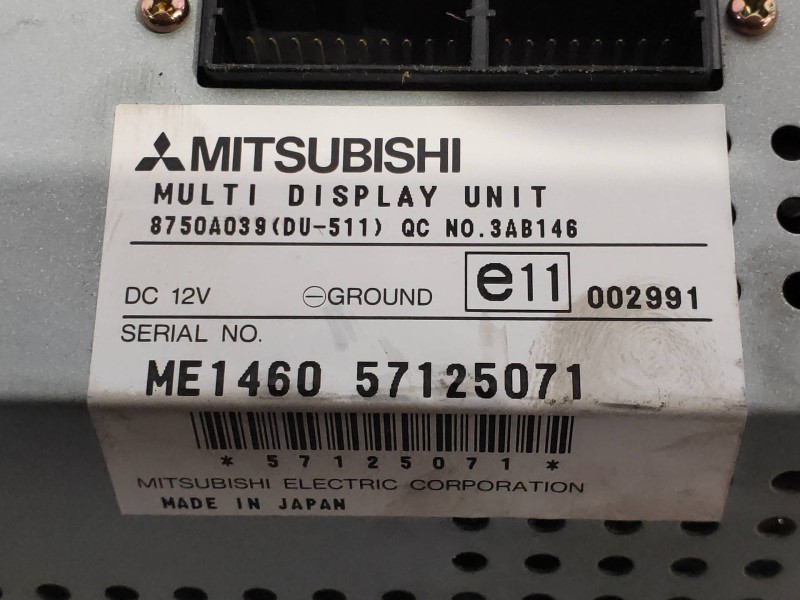 MITSUBISHI
MULTI DISPLAY UNIT
8750A039(DU-511) QC NO.3AB146
DC 12V ⊖GROUND e11 002991
SERIAL NO.
ME1460 57125071
*57125071*
MITSUBISHI ELECTRIC CORPORATION
MADE IN JAPAN